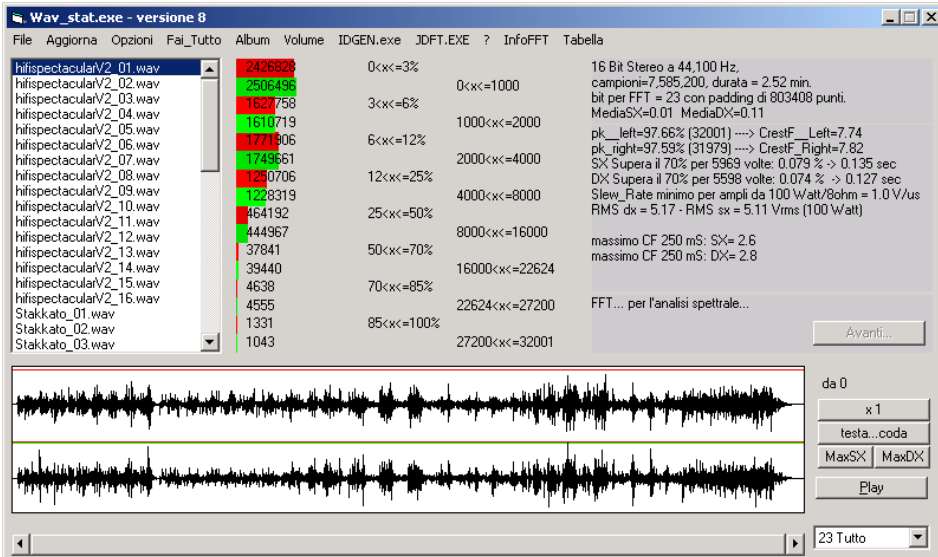 Wav_stat.exe - versione 8
File Aggiorna Opzioni Fai_Tutto Album Volume IDGEN.exe JDFT.EXE ? InfoFFT Tabella
hifispectacularV2_01.wav
hifispectacularV2_02.wav
hifispectacularV2_03.wav
hifispectacularV2_04.wav
hifispectacularV2_05.wav
hifispectacularV2_06.wav
hifispectacularV2_07.wav
hifispectacularV2_08.wav
hifispectacularV2_09.wav
hifispectacularV2_10.wav
hifispectacularV2_11.wav
hifispectacularV2_12.wav
hifispectacularV2_13.wav
hifispectacularV2_14.wav
hifispectacularV2_15.wav
hifispectacularV2_16.wav
Stakkato_01.wav
Stakkato_02.wav
Stakkato_03.wav
2426828 0<x<=3%
2506496 0<x<=1000
1627758 3<x<=6%
1610719 1000<x<=2000
1771906 6<x<=12%
1749661 2000<x<=4000
1250706 12<x<=25%
1228319 4000<x<=8000
464192 25<x<=50%
444967 8000<x<=16000
37841 50<x<=70%
39440 16000<x<=22624
4638 70<x<=85%
4555 22624<x<=27200
1331 85<x<=100%
1043 27200<x<=32001
16 Bit Stereo a 44,100 Hz,
campioni=7,585,200, durata = 2.52 min.
bit per FFT = 23 con padding di 803408 punti.
MediaSX=0.01 MediaDX=0.11
pk__left=97.66% (32001) ----> CrestF__Left=7.74
pk_right=97.59% (31979) ----> CrestF_Right=7.82
SX Supera il 70% per 5969 volte: 0.079 % -> 0.135 sec
DX Supera il 70% per 5598 volte: 0.074 % -> 0.127 sec
Slew_Rate minimo per ampli da 100 Watt/8ohm = 1.0 V/us
RMS dx = 5.17 - RMS sx = 5.11 Vrms (100 Watt)
massimo CF 250 mS: SX= 2.6
massimo CF 250 mS: DX= 2.8
FFT... per l'analisi spettrale...
Avanti...
da 0
x 1
testa...coda
MaxSX MaxDX
Play
23 Tutto